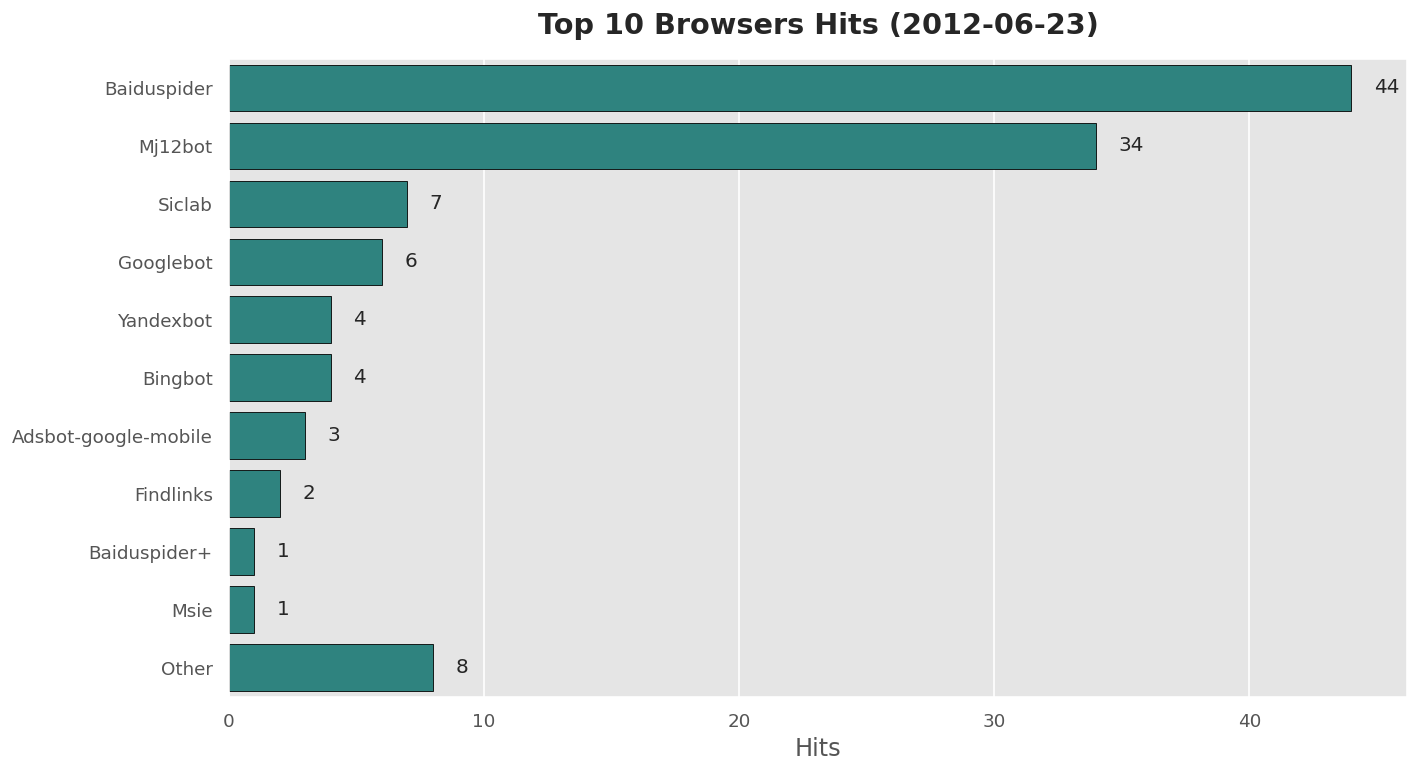 Top 10 Browsers Hits (2012-06-23)
Baiduspider 44
Mj12bot 34
Siclab 7
Googlebot 6
Yandexbot 4
Bingbot 4
Adsbot-google-mobile 3
Findlinks 2
Baiduspider+ 1
Msie 1
Other 8
0 10 20 30 40
Hits